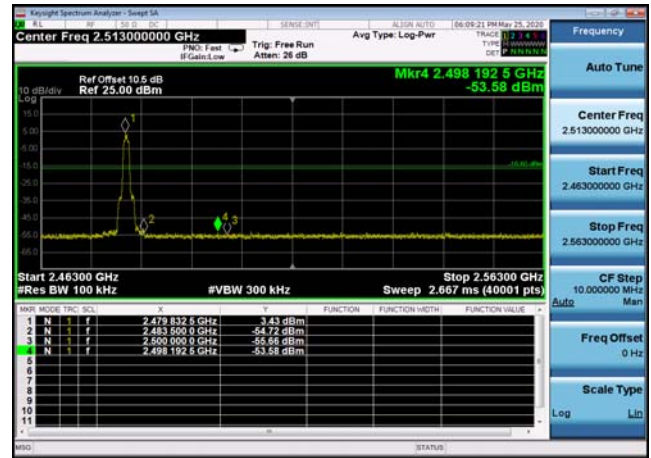 Keysight Spectrum Analyzer - Swept SA
RL RF 50 Ω DC SENSE:INT ALIGN AUTO 06:09:21 PM May 25, 2020
Center Freq 2.513000000 GHz
PNO: Fast
IFGain:Low
Trig: Free Run
Atten: 26 dB
Avg Type: Log-Pwr
TRACE 1 2 3 4 5 6
TYPE
DET P N N N N N
Frequency
Auto Tune
Ref Offset 10.5 dB
Ref 25.00 dBm
10 dB/div
Log
Mkr4 2.498 192 5 GHz
-53.58 dBm
15.0
5.00
-5.00
-15.0
-25.0
-35.0
-45.0
-55.0
-65.0
1
2
4
3
Start 2.46300 GHz
#Res BW 100 kHz
#VBW 300 kHz
Stop 2.56300 GHz
Sweep 2.667 ms (40001 pts)
MKR MODE TRC SCL X Y FUNCTION FUNCTION WIDTH FUNCTION VALUE
1 N 1 f 2.479 832 5 GHz 3.43 dBm
2 N 1 f 2.483 500 0 GHz -54.72 dBm
3 N 1 f 2.500 000 0 GHz -55.66 dBm
4 N 1 f 2.498 192 5 GHz -53.58 dBm
5
6
7
8
9
10
11
MSG
STATUS
Center Freq
2.513000000 GHz
Start Freq
2.463000000 GHz
Stop Freq
2.563000000 GHz
CF Step
10.000000 MHz
Auto Man
Freq Offset
0 Hz
Scale Type
Log Lin